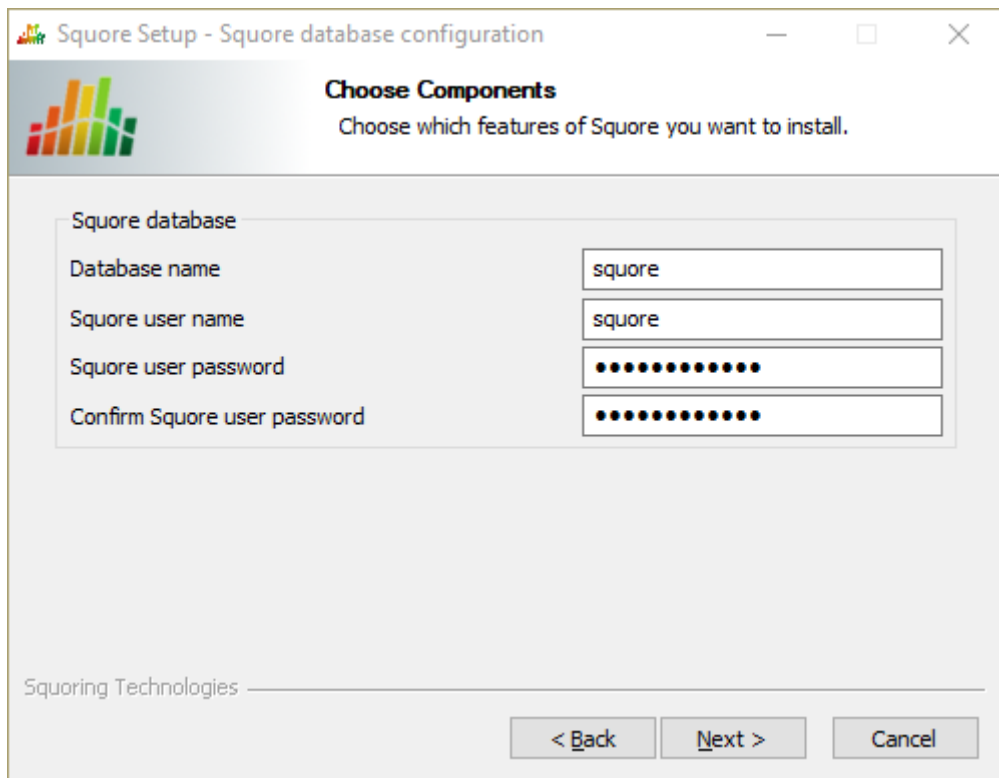 Squore Setup - Squore database configuration
Choose Components
Choose which features of Squore you want to install.
Squore database
Database name
squore
Squore user name
squore
Squore user password
●●●●●●●●●●●●
Confirm Squore user password
●●●●●●●●●●●●
Squoring Technologies
< Back
Next >
Cancel